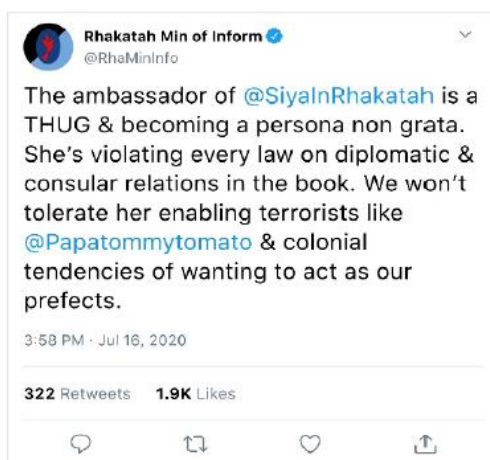 Rhakatah Min of Inform
@RhaMinInfo
The ambassador of @SiyaInRhakatah is a
THUG & becoming a persona non grata.
She's violating every law on diplomatic &
consular relations in the book. We won't
tolerate her enabling terrorists like
@Papatommytomato & colonial
tendencies of wanting to act as our
prefects.
3:58 PM · Jul 16, 2020
322 Retweets 1.9K Likes